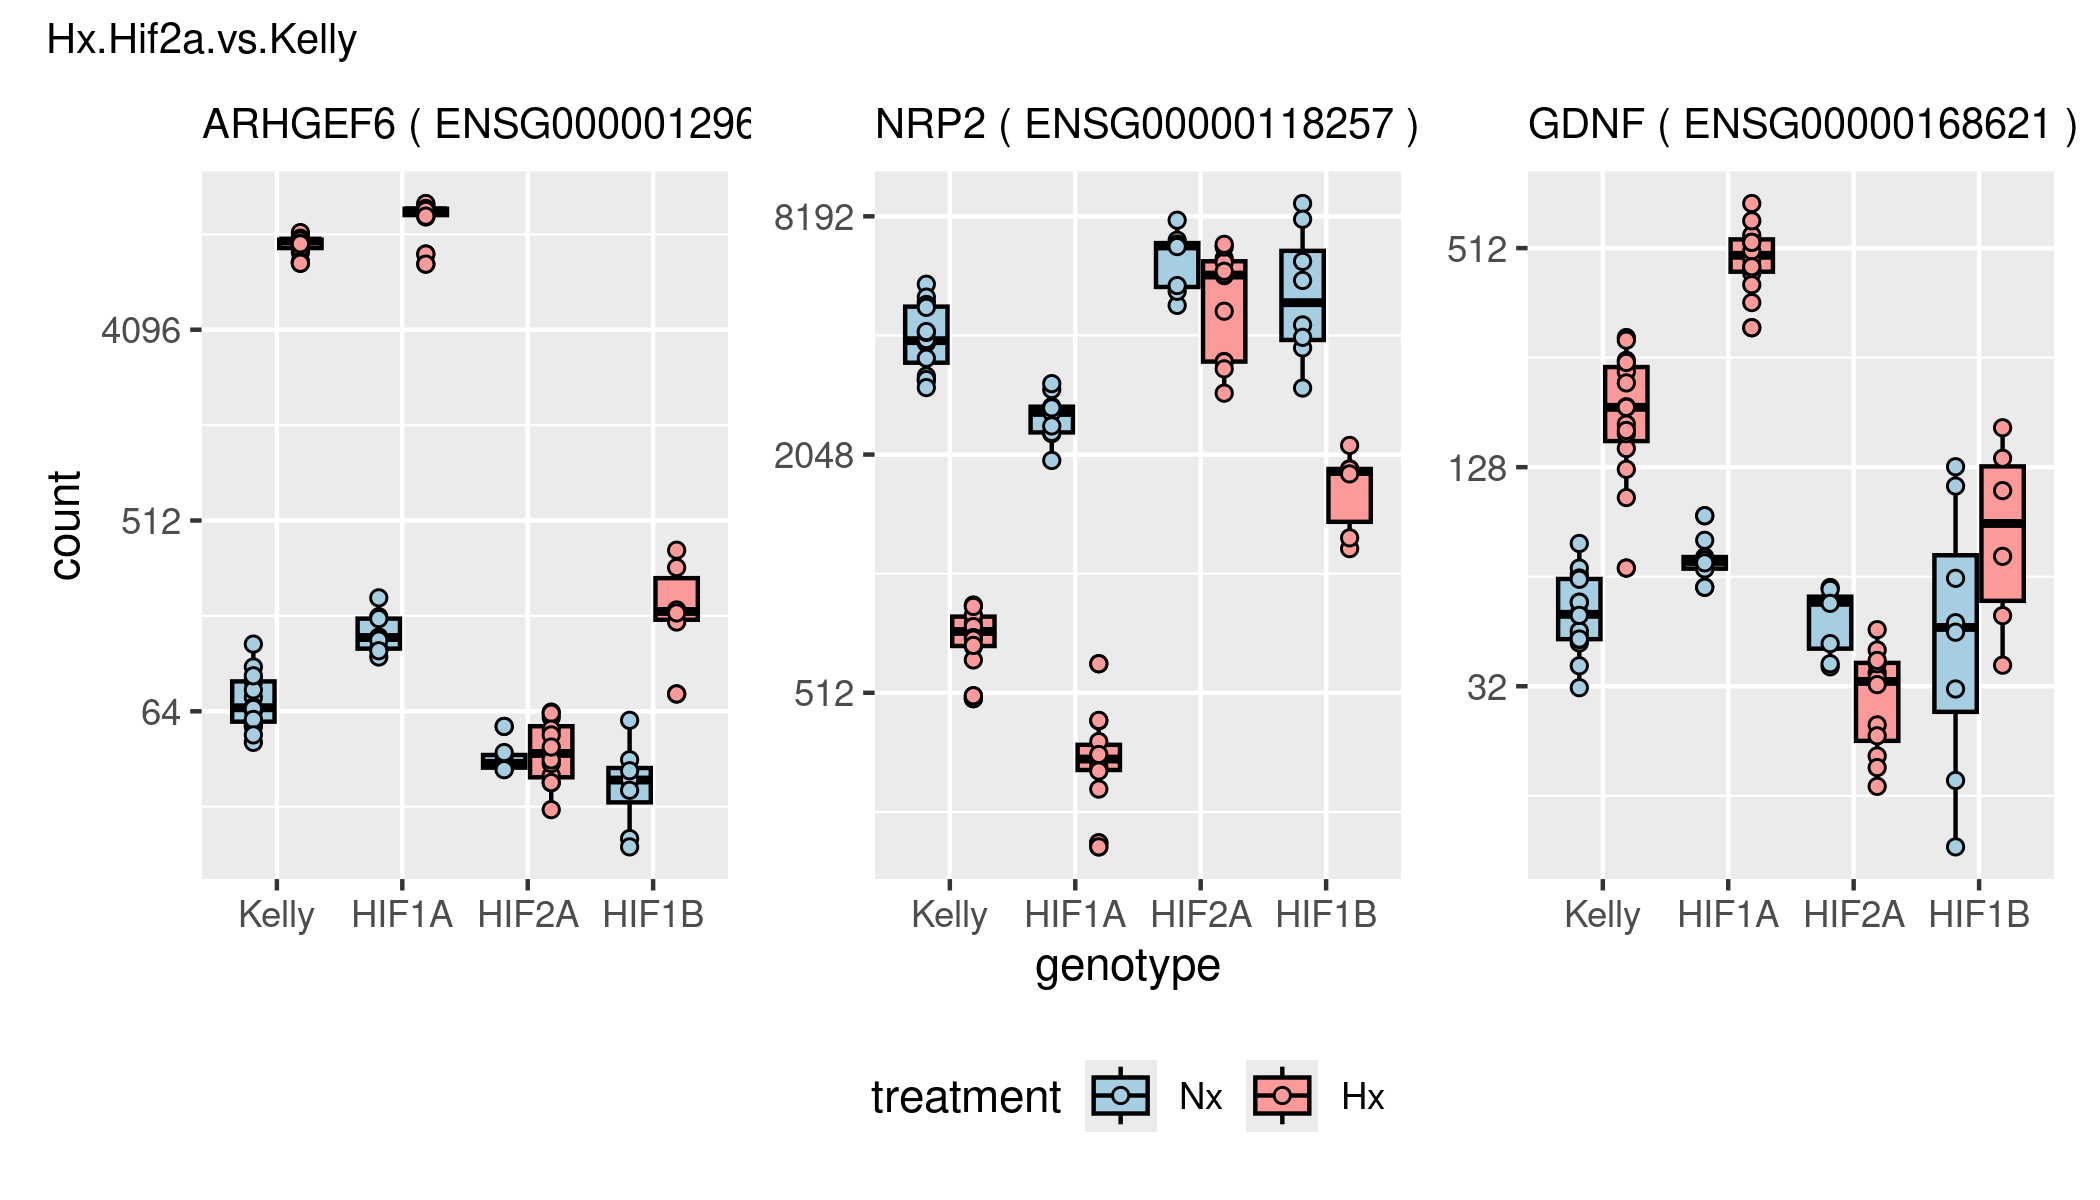 Hx.Hif2a.vs.Kelly
ARHGEF6 ( ENSG000001296
NRP2 ( ENSG00000118257 )
GDNF ( ENSG00000168621 )
count
4096
512
64
8192
2048
512
512
128
32
Kelly HIF1A HIF2A HIF1B
Kelly HIF1A HIF2A HIF1B
Kelly HIF1A HIF2A HIF1B
genotype
treatment Nx Hx